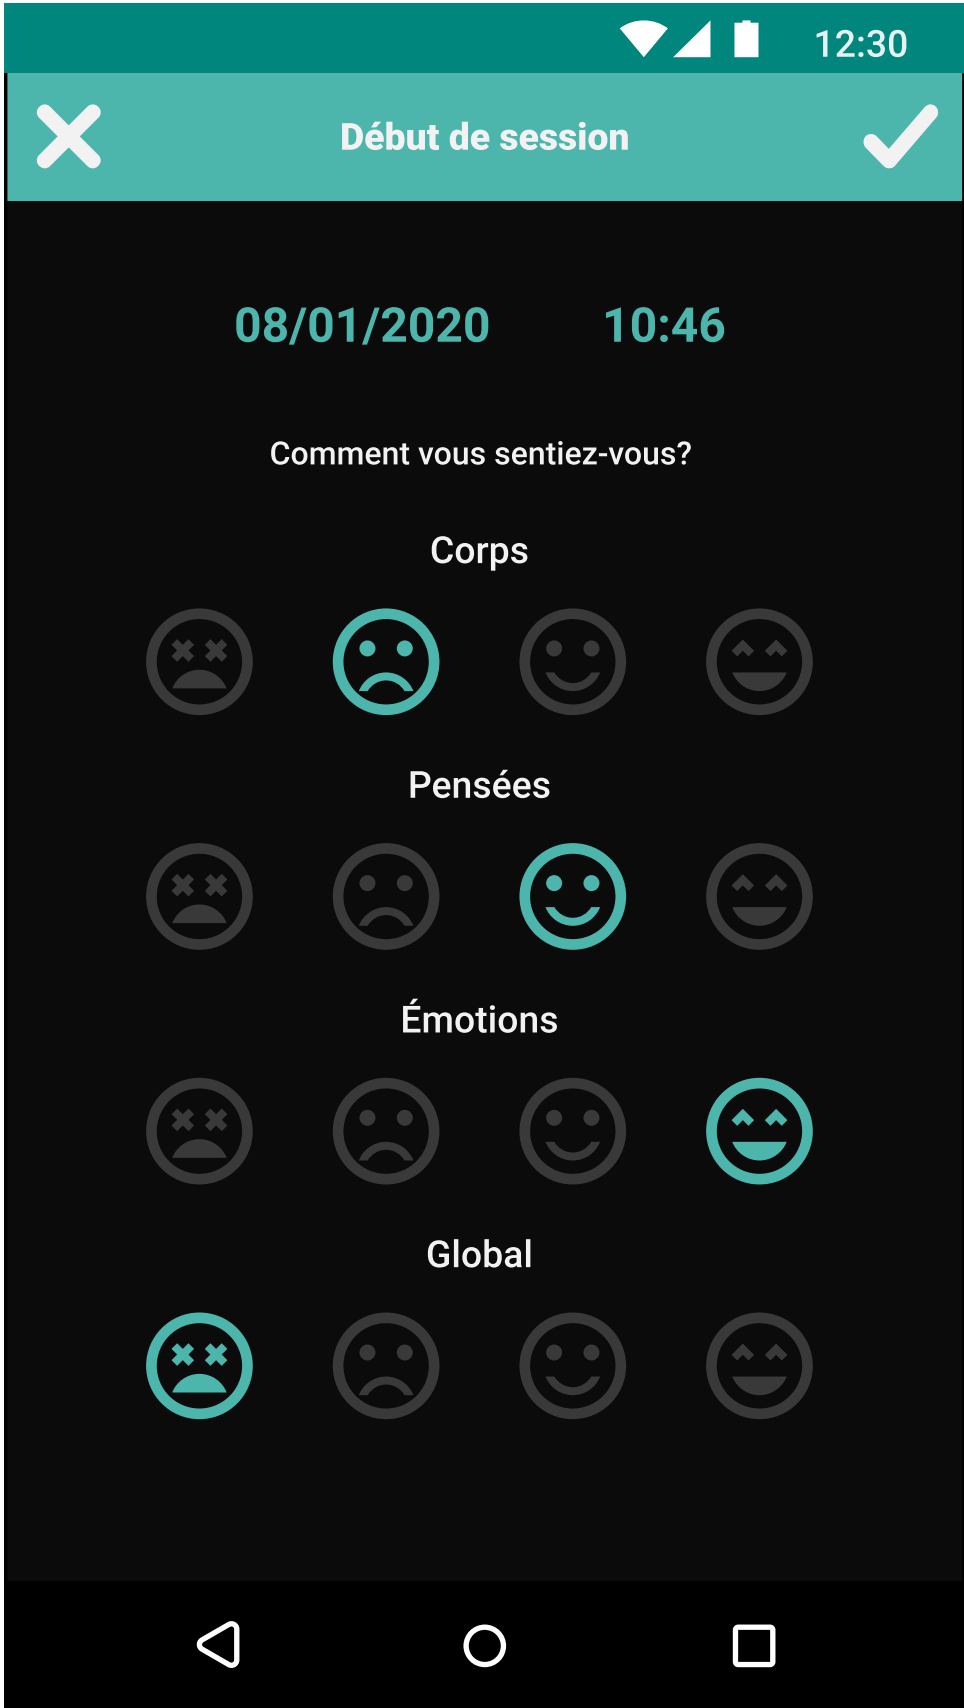 12:30
Début de session
08/01/2020 10:46
Comment vous sentiez-vous?
Corps
Pensées
Émotions
Global